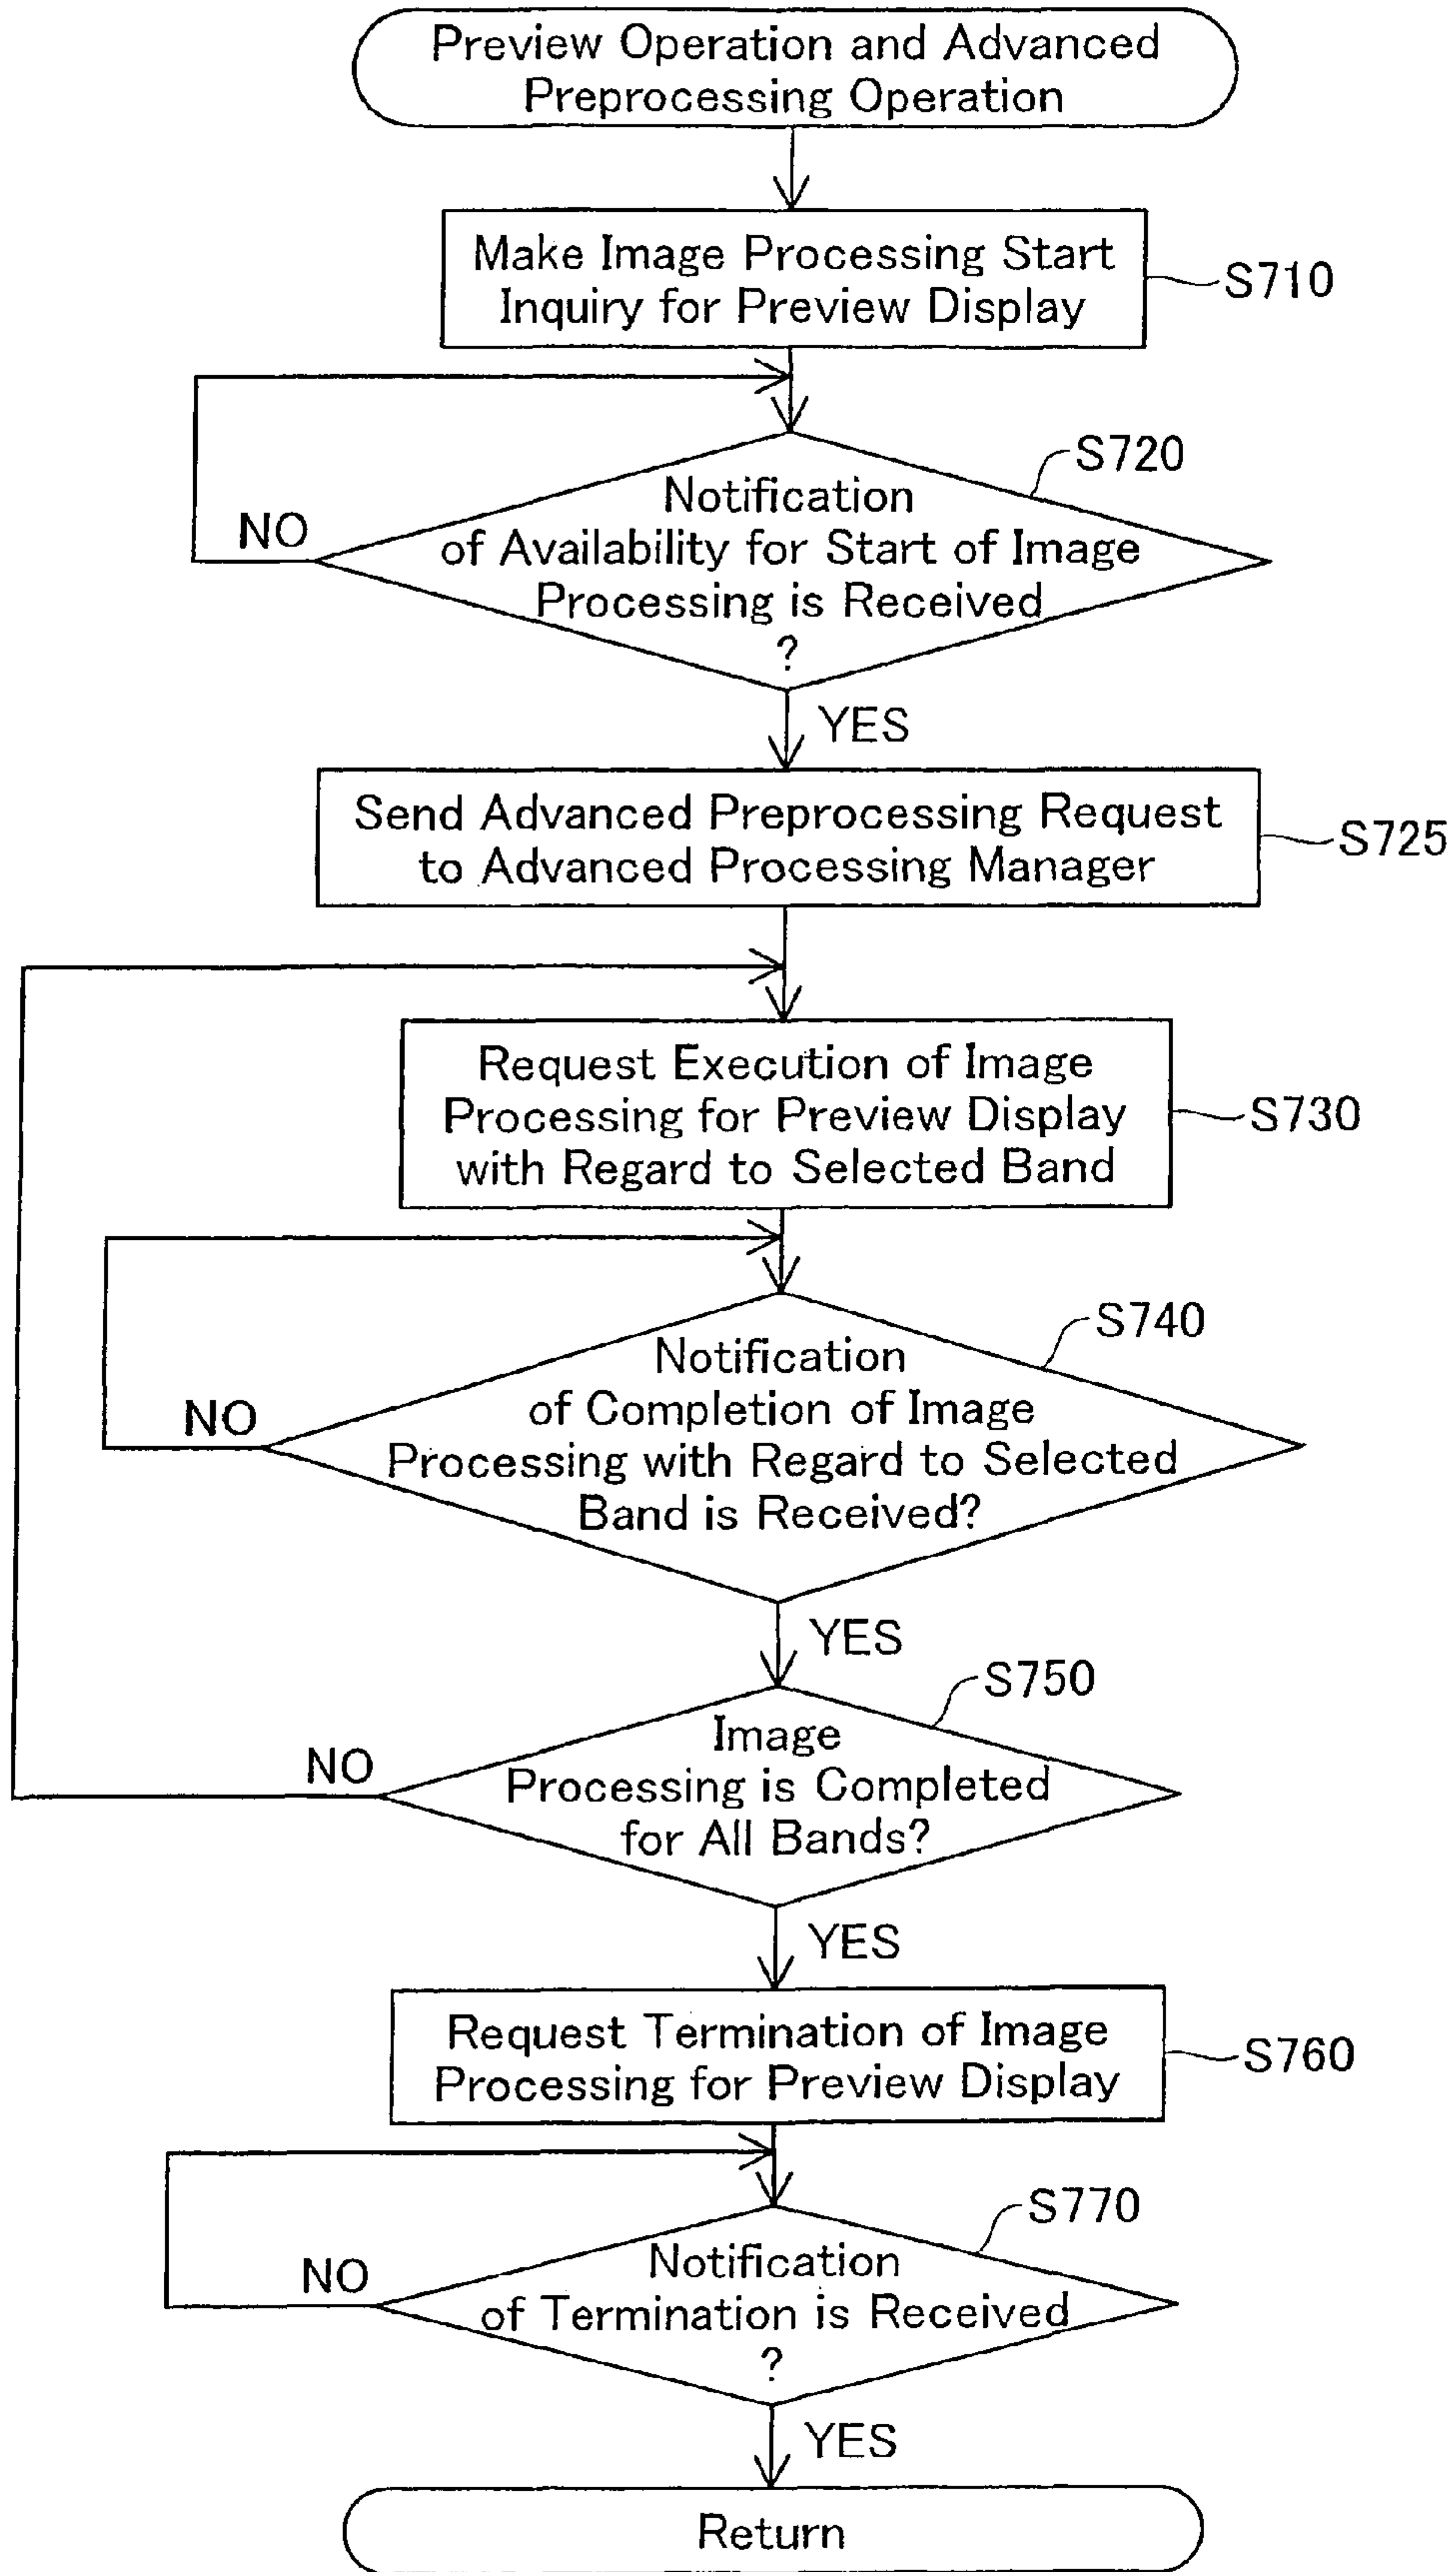 Preview Operation and Advanced
Preprocessing Operation
Make Image Processing Start
Inquiry for Preview Display
S710
S720
Notification
of Availability for Start of Image
Processing is Received
?
NO
YES
Send Advanced Preprocessing Request
to Advanced Processing Manager
S725
Request Execution of Image
Processing for Preview Display
with Regard to Selected Band
S730
S740
Notification
of Completion of Image
Processing with Regard to Selected
Band is Received?
NO
YES
S750
Image
Processing is Completed
for All Bands?
NO
YES
Request Termination of Image
Processing for Preview Display
S760
S770
Notification
of Termination is Received
?
NO
YES
Return